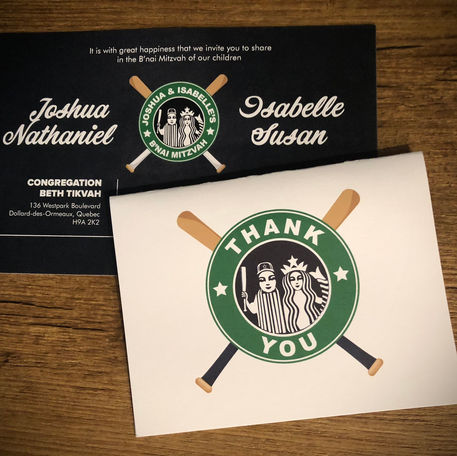 It is with great happiness that we invite you to share
in the B'nai Mitzvah of our children
Joshua
Nathaniel
JOSHUA & ISABELLE'S
B'NAI MITZVAH
Isabelle
Susan
CONGREGATION
BETH TIKVAH
136 Westpark Boulevard
Dollard-des-Ormeaux, Quebec
H9A 2K2
THANK
YOU